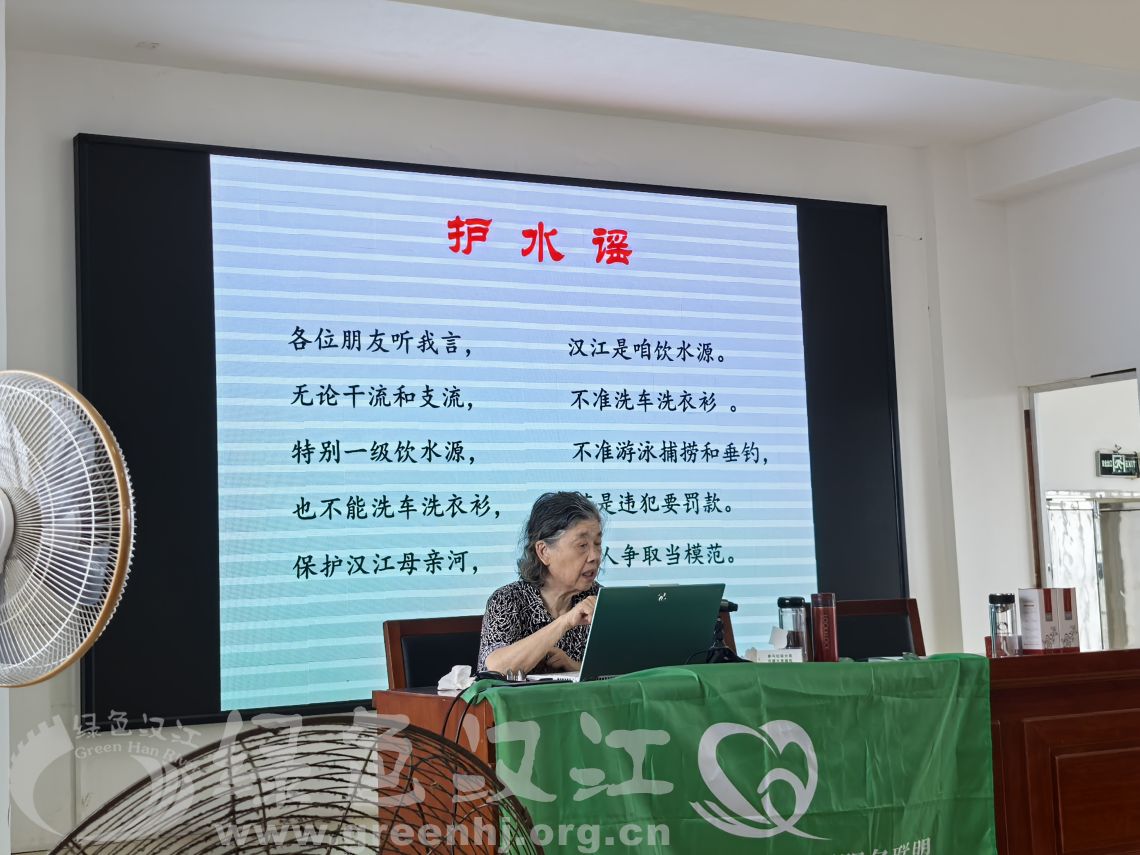 护水谣
各位朋友听我言， 汉江是咱饮水源。
无论干流和支流， 不准洗车洗衣衫。
特别一级饮水源， 不准游泳捕捞和垂钓，
也不能洗车洗衣衫， 是违犯要罚款。
保护汉江母亲河， 人争取当模范。
EXIT
绿色汉江
Green Han
绿色汉江
www.greenhj.org.cn